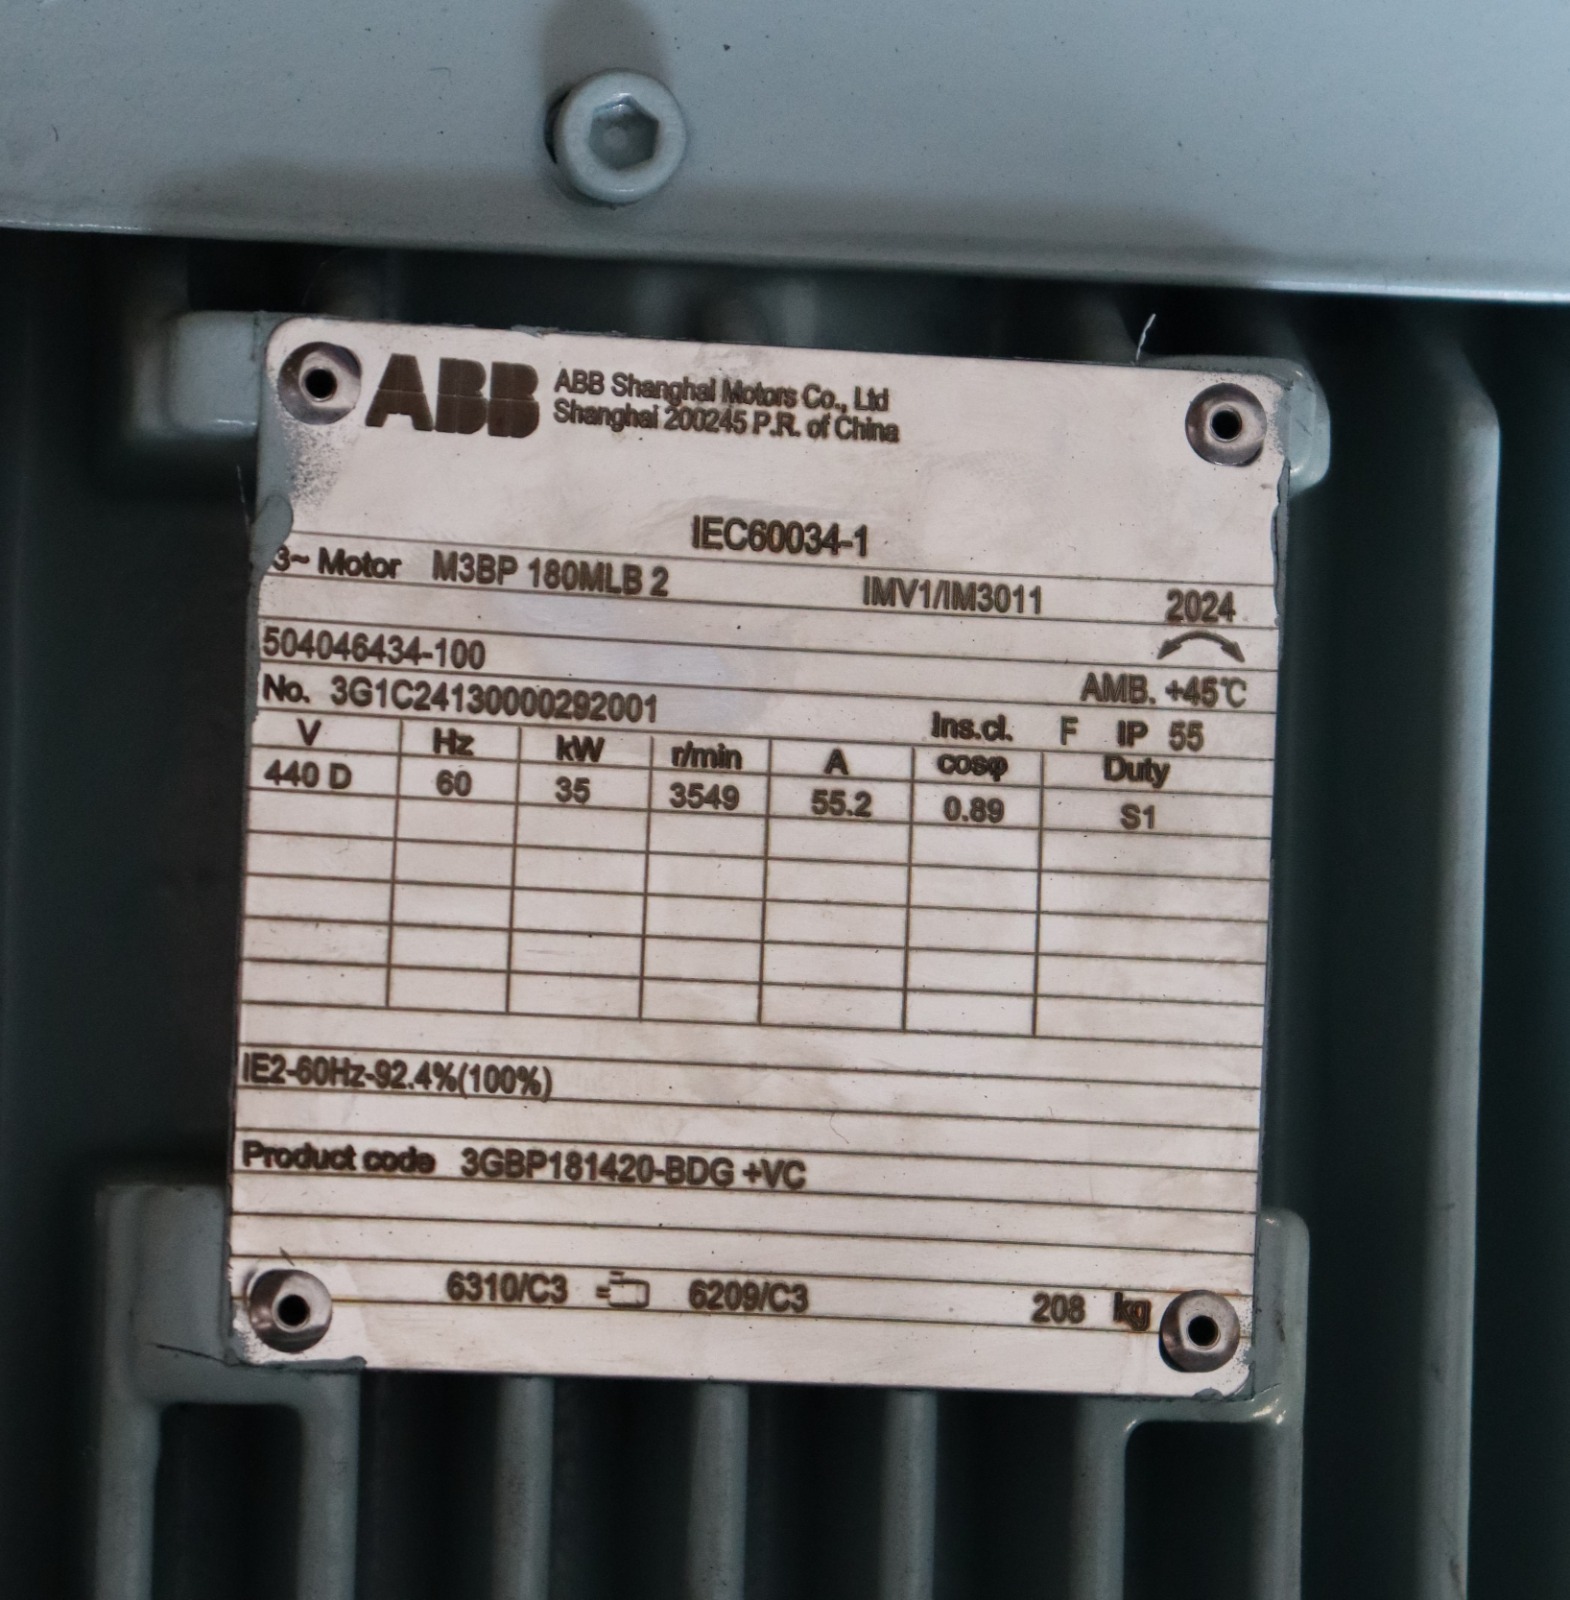 ABB
ABB Shanghai Motors Co., Ltd
Shanghai 200245 P.R. of China
IEC60034-1
3~ Motor M3BP 180MLB 2 IMV1/IM3011 2024
504046434-100
No. 3G1C24130000292001 AMB. +45℃
Ins.cl. F IP 55
V Hz kW r/min A cosφ Duty
440 D 60 35 3549 55.2 0.89 S1
IE2-60Hz-92.4%(100%)
Product code 3GBP181420-BDG +VC
6310/C3 6209/C3 208 kg